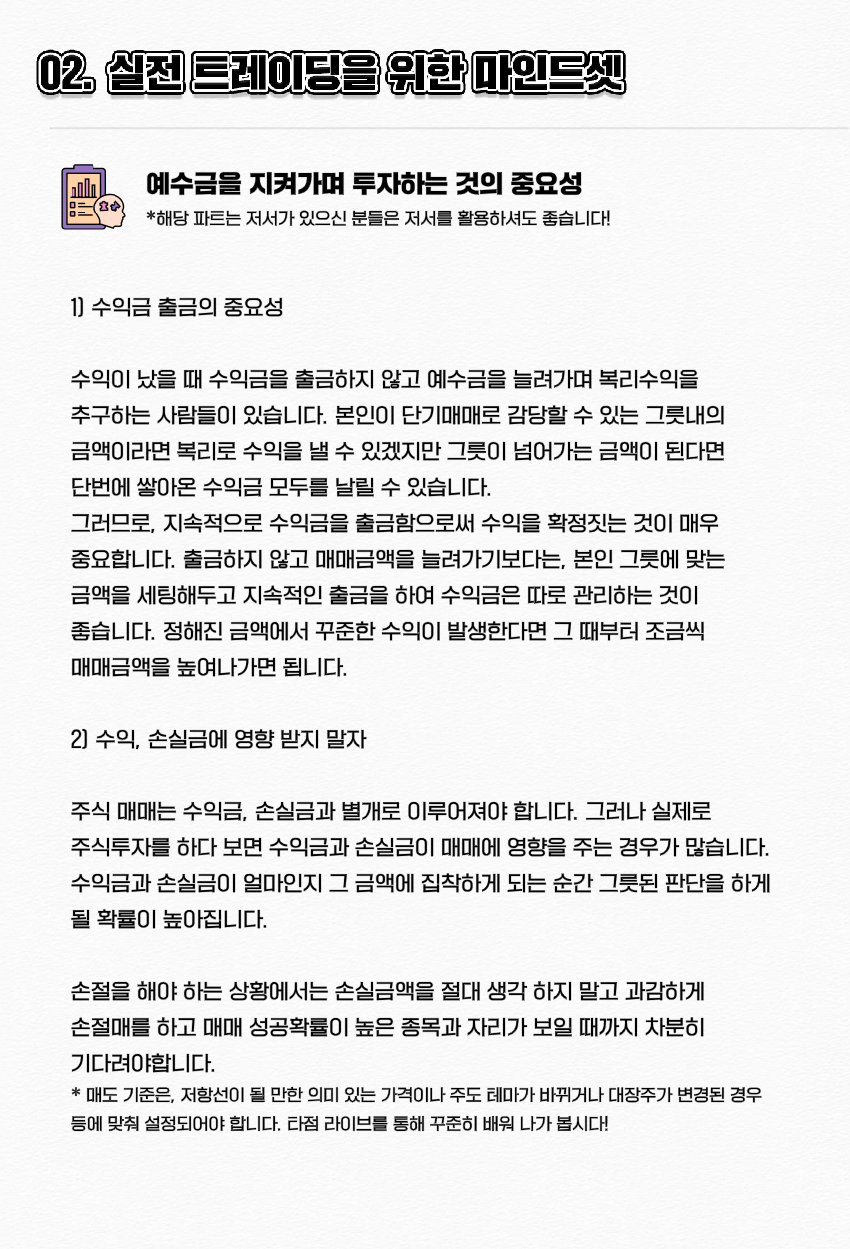 02. 실전 트레이딩을 위한 마인드셋
예수금을 지켜가며 투자하는 것의 중요성
*해당 파트는 저서가 있으신 분들은 저서를 활용하셔도 좋습니다!
1) 수익금 출금의 중요성
수익이 났을 때 수익금을 출금하지 않고 예수금을 늘려가며 복리수익을
추구하는 사람들이 있습니다. 본인이 단기매매로 감당할 수 있는 그릇내의
금액이라면 복리로 수익을 낼 수 있겠지만 그릇이 넘어가는 금액이 된다면
단번에 쌓아온 수익금 모두를 날릴 수 있습니다.
그러므로, 지속적으로 수익금을 출금함으로써 수익을 확정짓는 것이 매우
중요합니다. 출금하지 않고 매매금액을 늘려가기보다는, 본인 그릇에 맞는
금액을 세팅해두고 지속적인 출금을 하여 수익금은 따로 관리하는 것이
좋습니다. 정해진 금액에서 꾸준한 수익이 발생한다면 그 때부터 조금씩
매매금액을 높여나가면 됩니다.
2) 수익, 손실금에 영향 받지 말자
주식 매매는 수익금, 손실금과 별개로 이루어져야 합니다. 그러나 실제로
주식투자를 하다 보면 수익금과 손실금이 매매에 영향을 주는 경우가 많습니다.
수익금과 손실금이 얼마인지 그 금액에 집착하게 되는 순간 그릇된 판단을 하게
될 확률이 높아집니다.
손절을 해야 하는 상황에서는 손실금액을 절대 생각 하지 말고 과감하게
손절매를 하고 매매 성공확률이 높은 종목과 자리가 보일 때까지 차분히
기다려야합니다.
* 매도 기준은, 저항선이 될 만한 의미 있는 가격이나 주도 테마가 바뀌거나 대장주가 변경된 경우
등에 맞춰 설정되어야 합니다. 타점 라이브를 통해 꾸준히 배워 나가 봅시다!